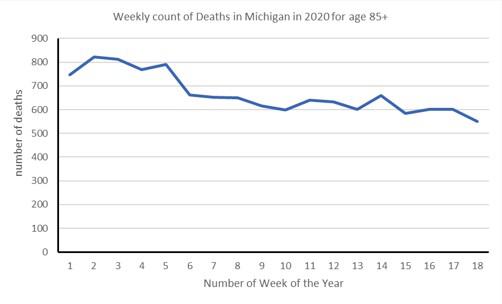 Weekly count of Deaths in Michigan in 2020 for age 85+
900
800
700
600
500
400
300
200
100
0
number of deaths
1 2 3 4 5 6 7 8 9 10 11 12 13 14 15 16 17 18
Number of Week of the Year